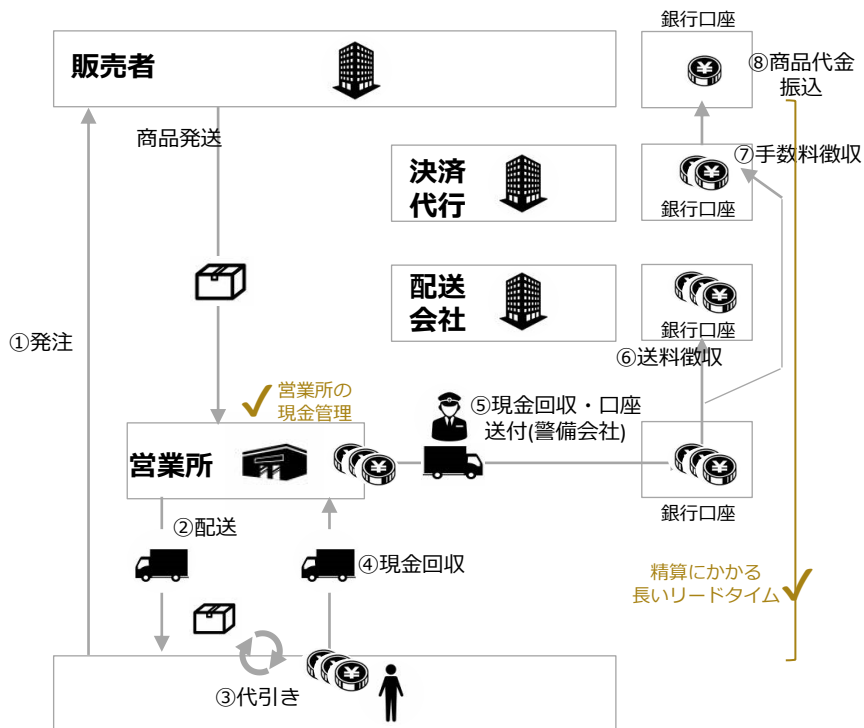 銀行口座
販売者
⑧商品代金
振込
商品発送
決済
代行
⑦手数料徴収
銀行口座
配送
会社
銀行口座
①発注
⑥送料徴収
営業所の
現金管理
⑤現金回収・口座
送付(警備会社)
営業所
銀行口座
②配送
④現金回収
精算にかかる
長いリードタイム
③代引き